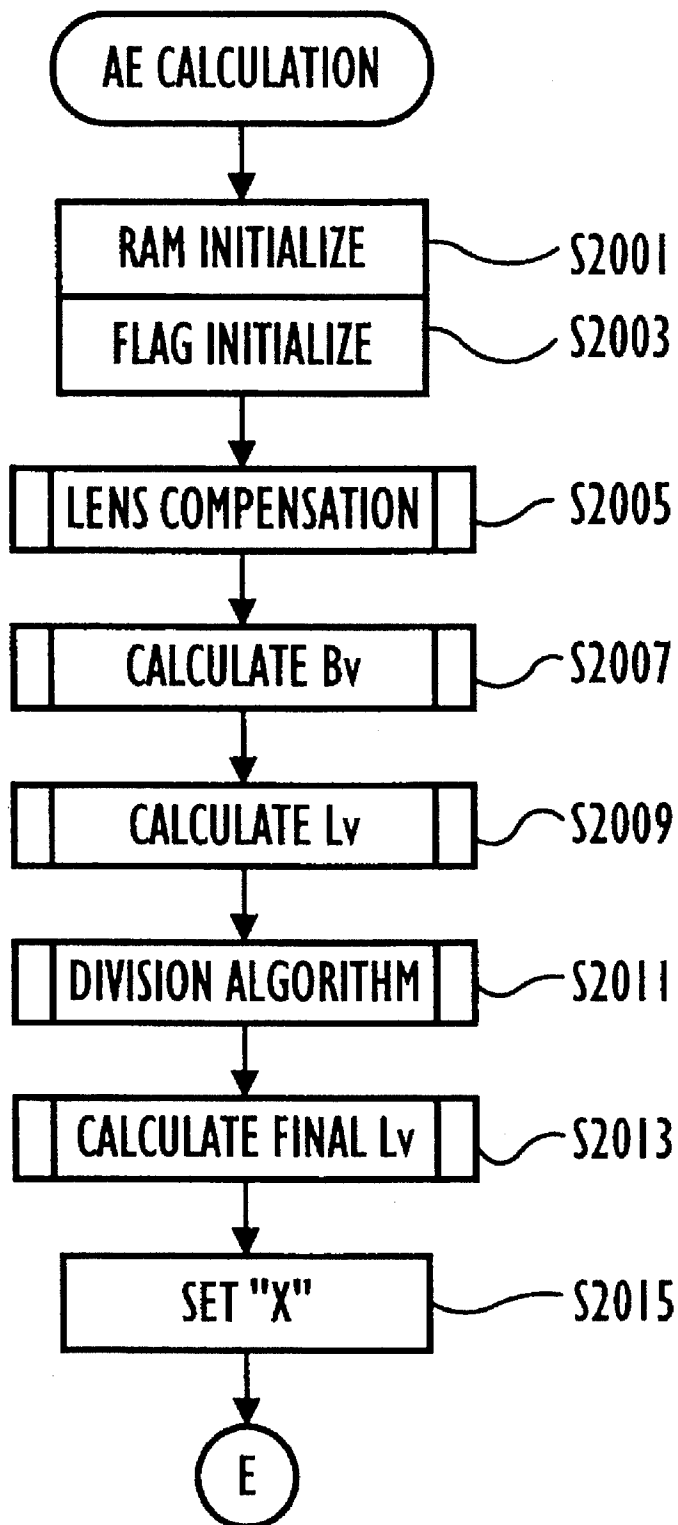 AE CALCULATION
RAM INITIALIZE
S2001
FLAG INITIALIZE
S2003
LENS COMPENSATION
S2005
CALCULATE Bv
S2007
CALCULATE Lv
S2009
DIVISION ALGORITHM
S2011
CALCULATE FINAL Lv
S2013
SET "X"
S2015
E